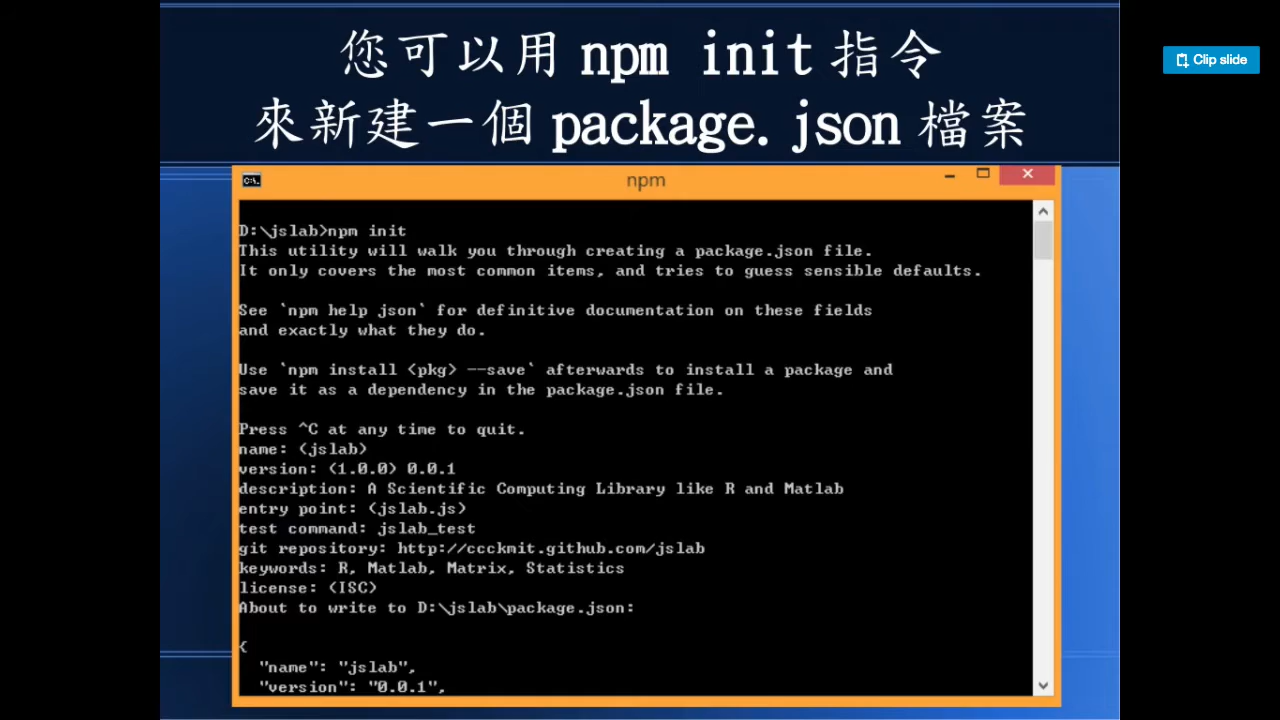 您可以用 npm init 指令
來新建一個 package.json 檔案
Clip slide
npm
D:\jslab>npm init
This utility will walk you through creating a package.json file.
It only covers the most common items, and tries to guess sensible defaults.
See `npm help json` for definitive documentation on these fields
and exactly what they do.
Use `npm install <pkg> --save` afterwards to install a package and
save it as a dependency in the package.json file.
Press ^C at any time to quit.
name: (jslab)
version: (1.0.0) 0.0.1
description: A Scientific Computing Library like R and Matlab
entry point: (jslab.js)
test command: jslab_test
git repository: http://ccckmit.github.com/jslab
keywords: R, Matlab, Matrix, Statistics
license: (ISC)
About to write to D:\jslab\package.json:
{
"name": "jslab",
"version": "0.0.1",